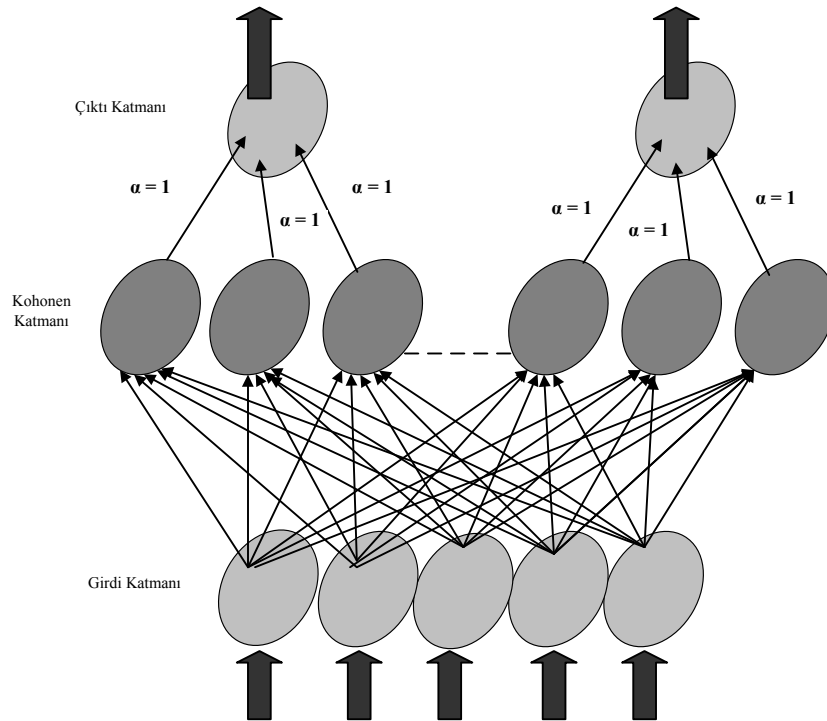 Çıktı Katmanı
α = 1
α = 1
α = 1
α = 1
α = 1
α = 1
Kohonen
Katmanı
Girdi Katmanı